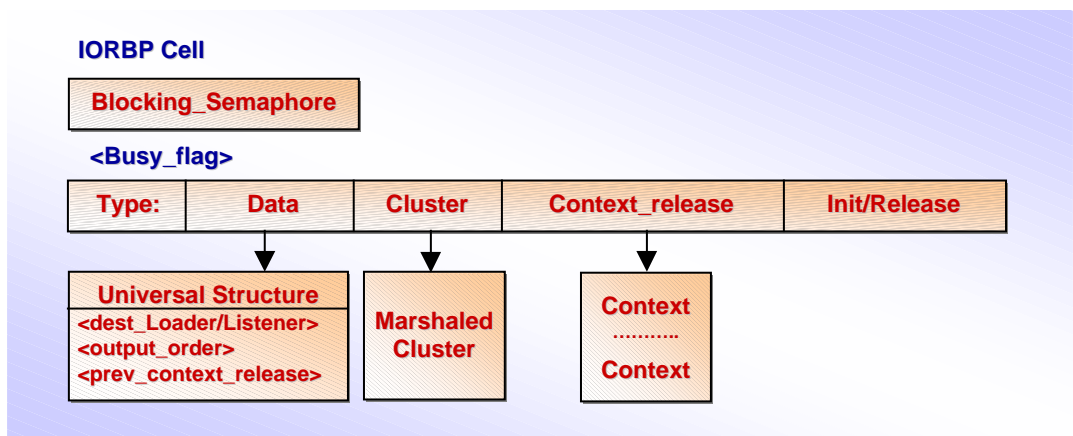 IORBP Cell
Blocking_Semaphore
<Busy_flag>
Type: Data Cluster Context_release Init/Release
Universal Structure
<dest_Loader/Listener>
<output_order>
<prev_context_release>
Marshaled
Cluster
Context
………..
Context